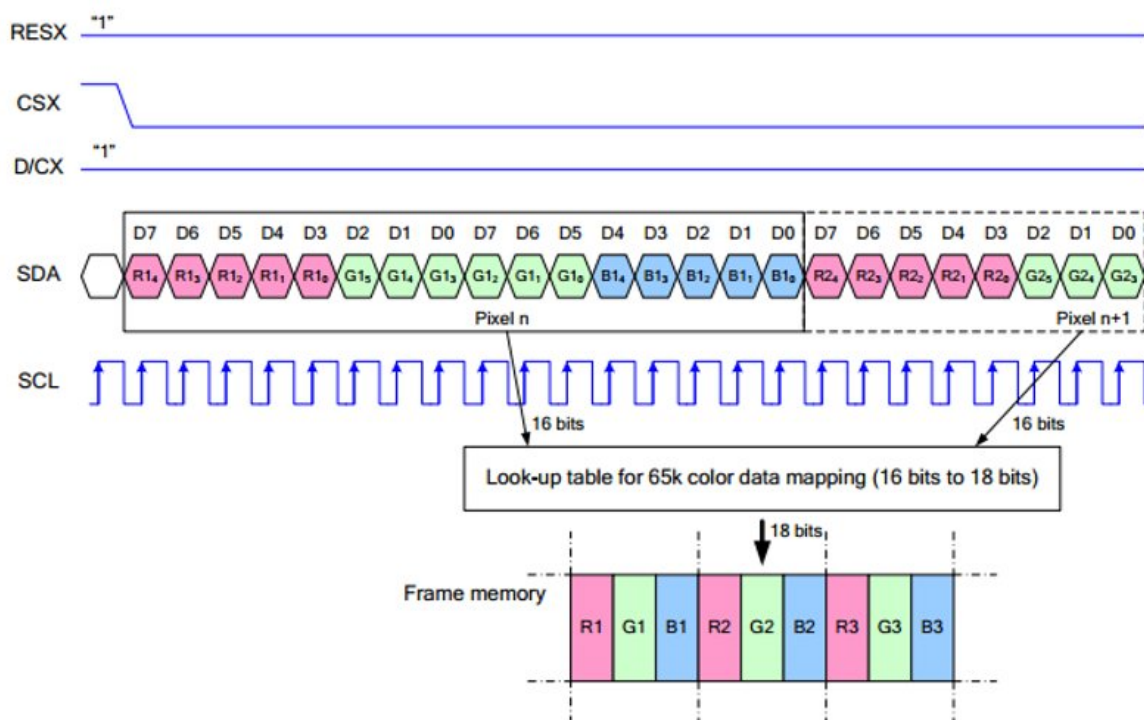 RESX “1”
CSX
D/CX “1”
D7 D6 D5 D4 D3 D2 D1 D0 D7 D6 D5 D4 D3 D2 D1 D0 D7 D6 D5 D4 D3 D2 D1 D0
SDA R1₄ R1₃ R1₂ R1₁ R1₀ G1₅ G1₄ G1₃ G1₂ G1₁ G1₀ B1₄ B1₃ B1₂ B1₁ B1₀ R2₄ R2₃ R2₂ R2₁ R2₀ G2₅ G2₄ G2₃
Pixel n Pixel n+1
SCL
16 bits 16 bits
Look-up table for 65k color data mapping (16 bits to 18 bits)
18 bits
Frame memory
R1 G1 B1 R2 G2 B2 R3 G3 B3